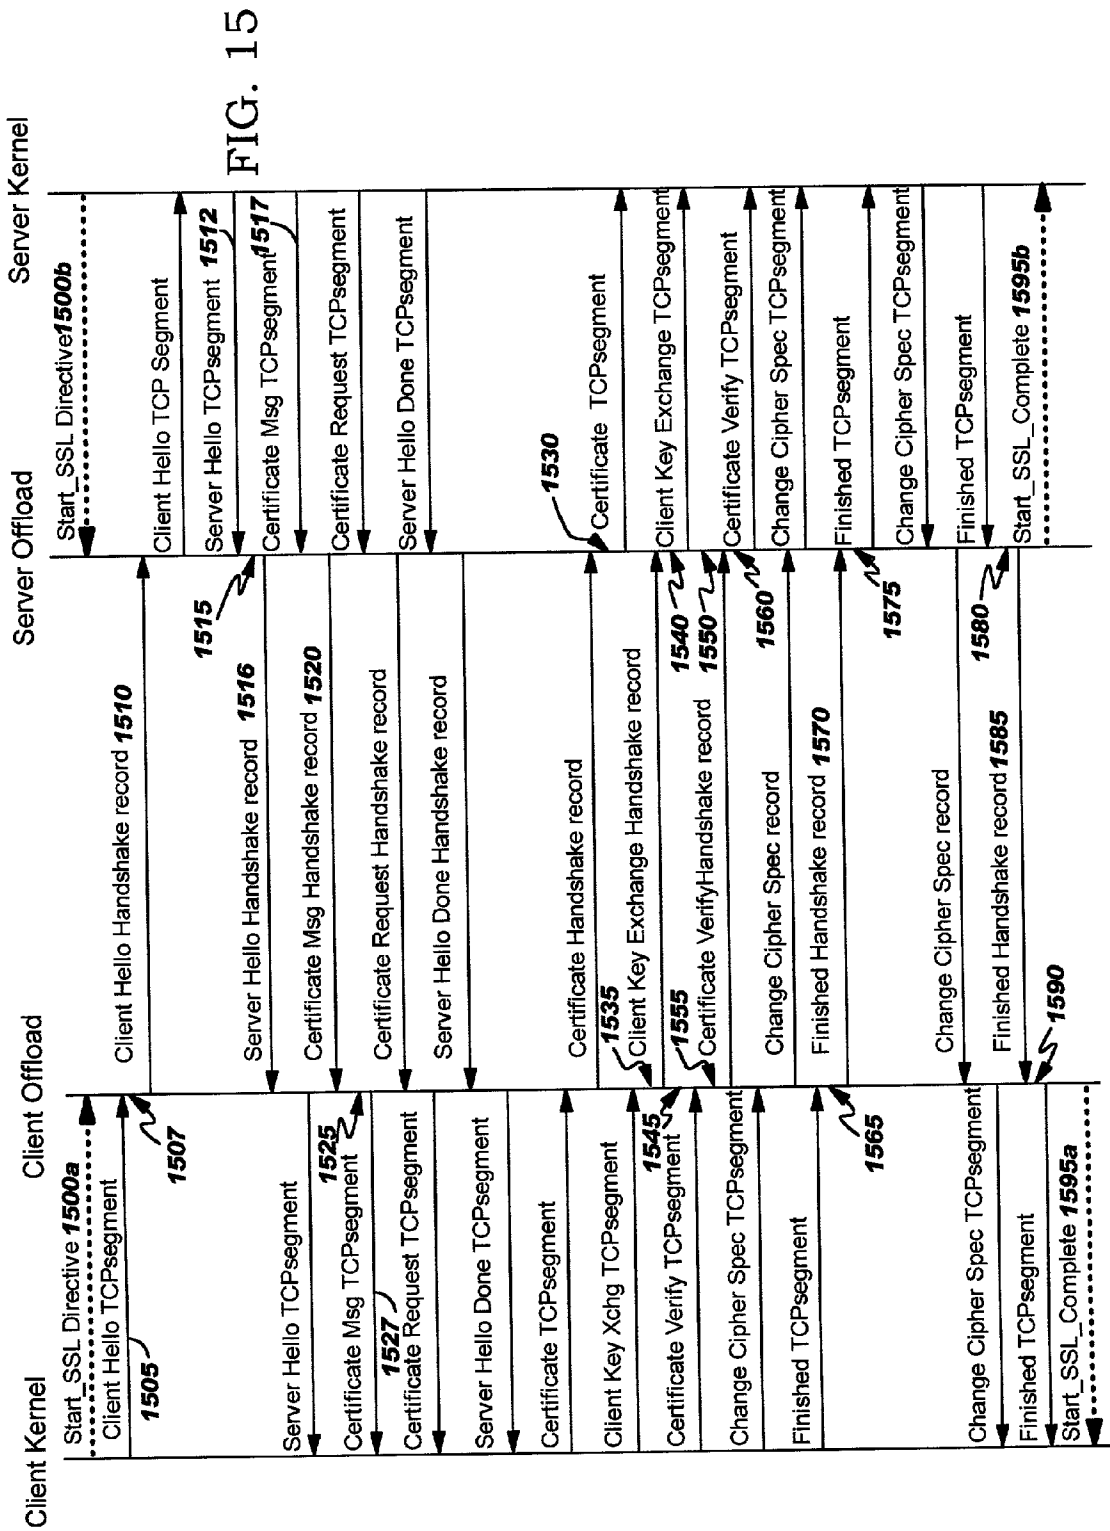 Client Kernel
Client Offload
Server Offload
Server Kernel
FIG. 15
Start_SSL Directive 1500a
Start_SSL Directive1500b
Client Hello TCPsegment
1505
1507
Client Hello Handshake record 1510
Client Hello TCP Segment
Server Hello TCPsegment 1512
1515
Server Hello Handshake record 1516
Certificate Msg TCPsegment 1517
Server Hello TCPsegment
Certificate Msg Handshake record 1520
Certificate Request TCPsegment
1525
Certificate Msg TCPsegment
1527
Certificate Request Handshake record
Server Hello Done TCPsegment
Certificate Request TCPsegment
Server Hello Done Handshake record
Server Hello Done TCPsegment
Certificate TCPsegment
Certificate Handshake record
1530
Certificate TCPsegment
Client Key Xchg TCPsegment
1535
Client Key Exchange Handshake record
1540
Client Key Exchange TCPsegment
1545
Certificate Verify TCPsegment
1555
Certificate VerifyHandshake record
1550
1560
Certificate Verify TCPsegment
Change Cipher Spec TCPsegment
Change Cipher Spec record
Change Cipher Spec TCPsegment
Finished TCPsegment
1565
Finished Handshake record 1570
1575
Finished TCPsegment
Change Cipher Spec TCPsegment
Change Cipher Spec record
Change Cipher Spec TCPsegment
Finished TCPsegment
1580
Finished Handshake record 1585
1590
Finished TCPsegment
Start_SSL_Complete 1595a
Start_SSL_Complete 1595b